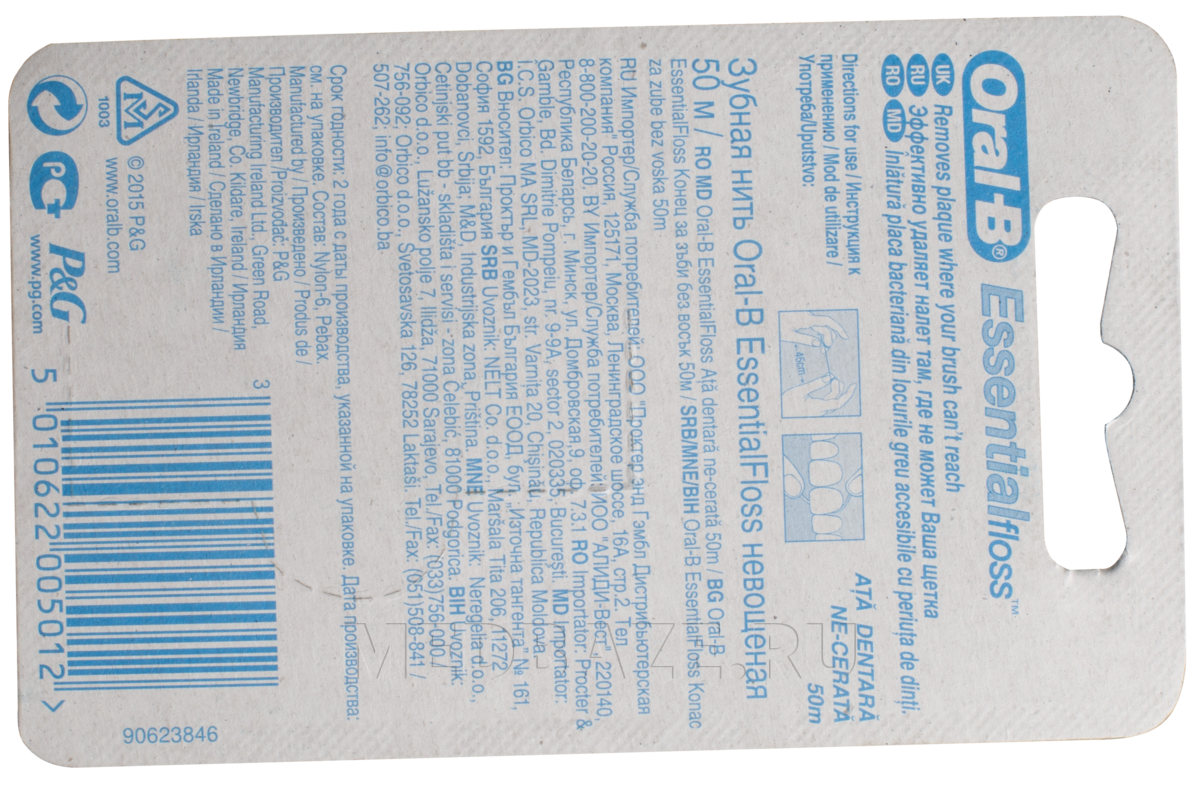 Oral-B® Essentialfloss™
UK Removes plaque where your brush can't reach
RU Эффективно удаляет налет там, где не может Ваша щетка
RO MD .Înlătură placa bacteriană din locurile greu accesibile cu periuța de dinți.
Directions for use / Инструкция к
применению / Mod de utilizare /
Употреба/Uputstvo:
.45cm
AȚĂ DENTARĂ
NE-CERATĂ
50m
Зубная нить Oral-B EssentialFloss невощеная
50 М / RO MD Oral-B EssentialFloss Ață dentară ne-cerată 50m / BG Oral-B
EssentialFloss Конец за зъби без восък 50м / SRB/MNE/BIH Oral-B EssentialFloss Konac
za zube bez voska 50m
RU Импортер/Служба потребителей: ООО "Проктер энд Гэмбл Дистрибьюторская
компания" Россия, 125171, Москва, Ленинградское шоссе, 16А, стр.2. Тел
8-800-200-20-20. BY Импортер/Служба потребителей ИООО "АЛИДИ-Вест", 220140,
Республика Беларсь, г. Минск, ул. Домбровская,9, оф. 7.3.1. RO Importator: Procter &
Gamble, Bd. Dimitrie Pompeiu, nr. 9-9A, sector 2, 020335, București. MD Importator:
I.C.S. Orbico MA SRL, MD-2023, str. Varnita 20, Chișinău, Republica Moldova.
BG Вносител: Проктър и Гембъл България ЕООД, бул. „Източна тангента" № 161,
София 1592, България SRB Uvoznik: NELT Co. d.o.o., Maršala Tita 206, 11272
Dobanovci, Srbija; M&D, Industrijska zona, Priština. MNE Uvoznik: Neregelia d.o.o.,
Cetinjski put bb - skladišta i servisi - zona Čelebić, 81000 Podgorica. BIH Uvoznik:
Orbico d.o.o., Lužansko polje 7, Ilidža, 71000 Sarajevo, Tel./Fax: (033)756-000 /
756-092; Orbico d.o.o., Svetosavska 126, 78252 Laktaši, Tel./Fax: (051)508-841 /
507-262; info@orbico.ba
Срок годности: 2 года с даты производства, указанной на упаковке. Дата производства:
см. на упаковке. Состав: Nylon-6, Pebax.
Manufactured by / Произведено / Produs de /
Производител /Proizvođač: P&G
Manufacturing Ireland Ltd., Green Road,
Newbridge, Co. Kildare, Ireland / Ирландия
Made in Ireland / Сделано в Ирландии /
Irlanda / Ирландия / Irska
SM
1003
© 2015 P&G
www.oralb.com
РСТ
P&G
www.pg.com
3
5 010622 005012 >
90623846
MAGAZI.RU